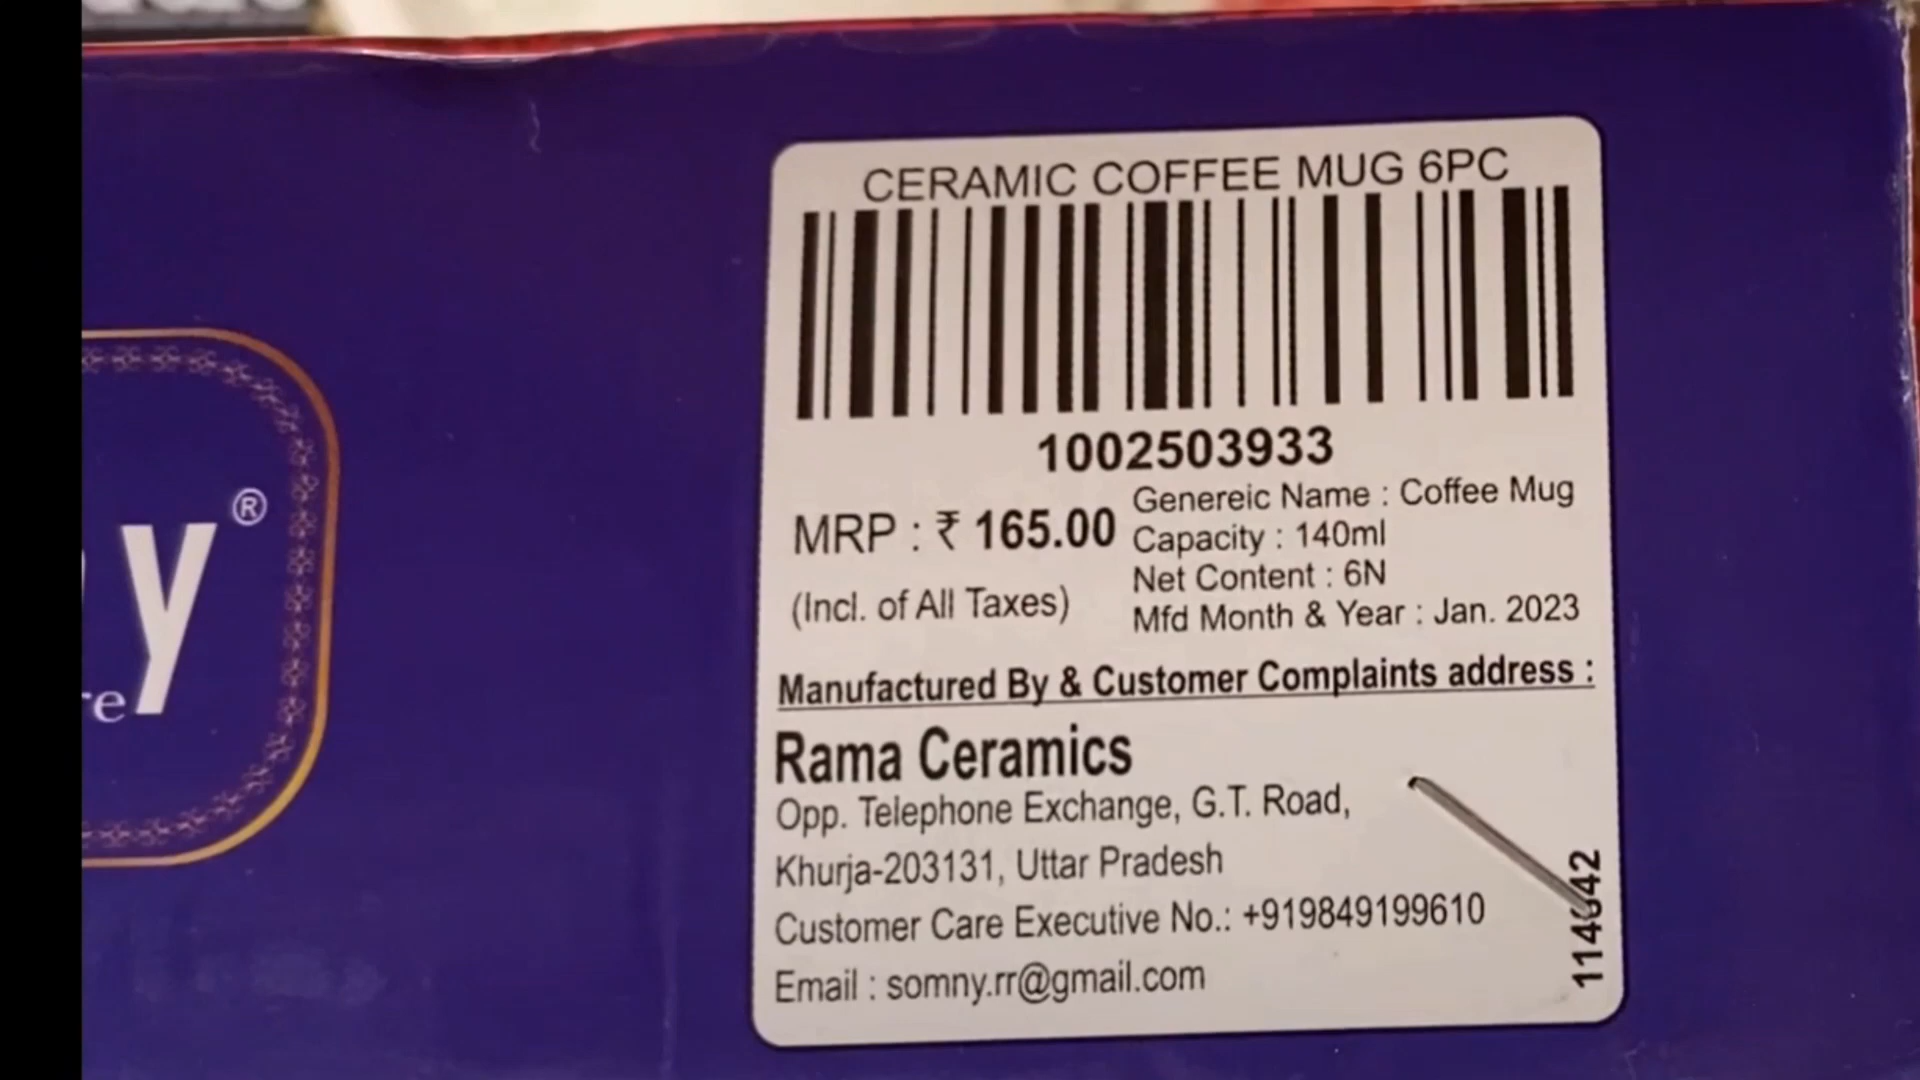 CERAMIC COFFEE MUG 6PC
1002503933
MRP : ₹ 165.00
(Incl. of All Taxes)
Genereic Name : Coffee Mug
Capacity : 140ml
Net Content : 6N
Mfd Month & Year : Jan. 2023
Manufactured By & Customer Complaints address :
Rama Ceramics
Opp. Telephone Exchange, G.T. Road,
Khurja-203131, Uttar Pradesh
Customer Care Executive No.: +919849199610
Email : somny.rr@gmail.com
y®
re